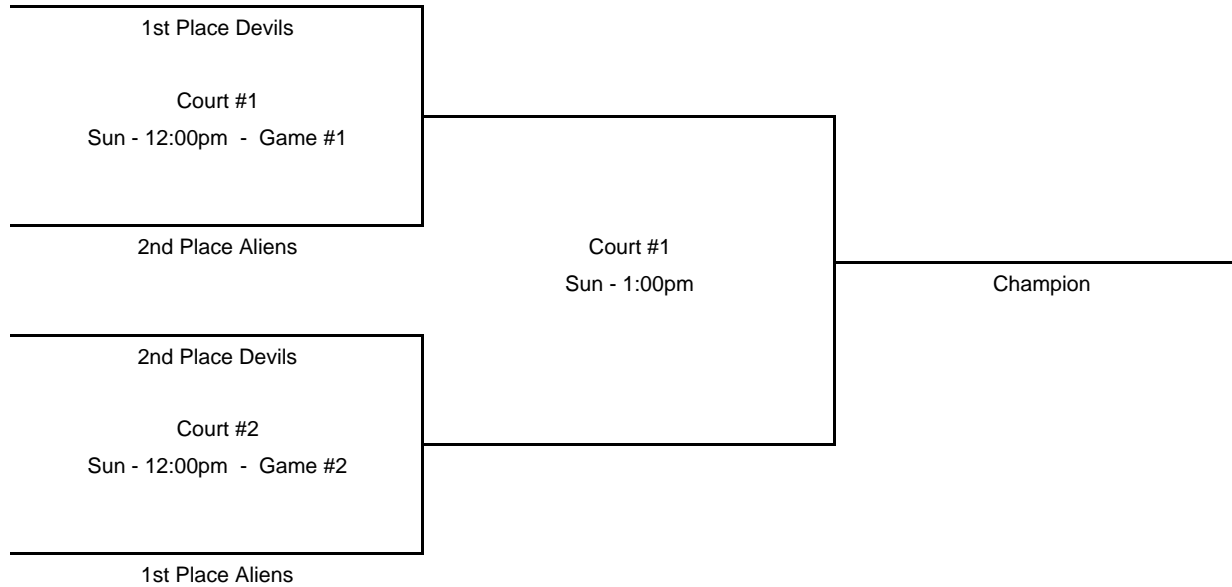 1st Place Devils
Court #1
Sun - 12:00pm - Game #1
2nd Place Aliens
Court #1
Sun - 1:00pm
Champion
2nd Place Devils
Court #2
Sun - 12:00pm - Game #2
1st Place Aliens